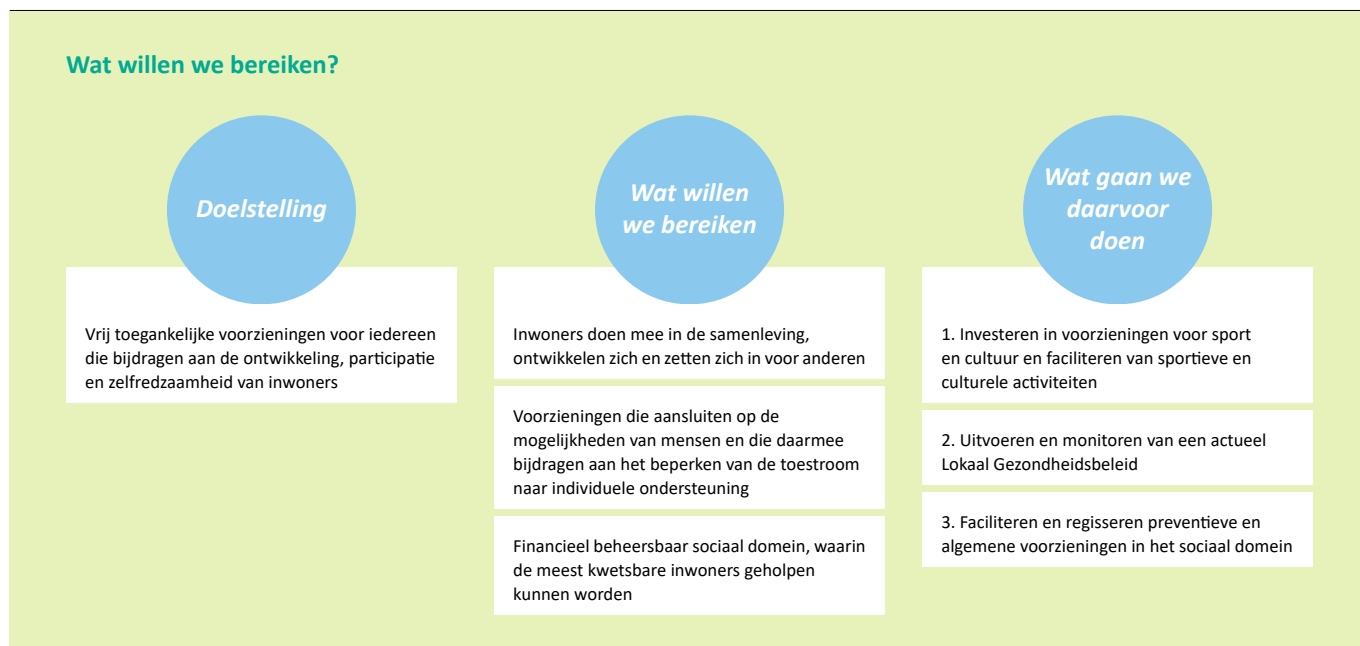 Wat willen we bereiken?
Doelstelling
Vrij toegankelijke voorzieningen voor iedereen
die bijdragen aan de ontwikkeling, participatie
en zelfredzaamheid van inwoners
Wat willen
we bereiken
Inwoners doen mee in de samenleving,
ontwikkelen zich en zetten zich in voor anderen
Voorzieningen die aansluiten op de
mogelijkheden van mensen en die daarmee
bijdragen aan het beperken van de toestroom
naar individuele ondersteuning
Financieel beheersbaar sociaal domein, waarin
de meest kwetsbare inwoners geholpen
kunnen worden
Wat gaan we
daarvoor
doen
1. Investeren in voorzieningen voor sport
en cultuur en faciliteren van sportieve en
culturele activiteiten
2. Uitvoeren en monitoren van een actueel
Lokaal Gezondheidsbeleid
3. Faciliteren en regisseren preventieve en
algemene voorzieningen in het sociaal domein